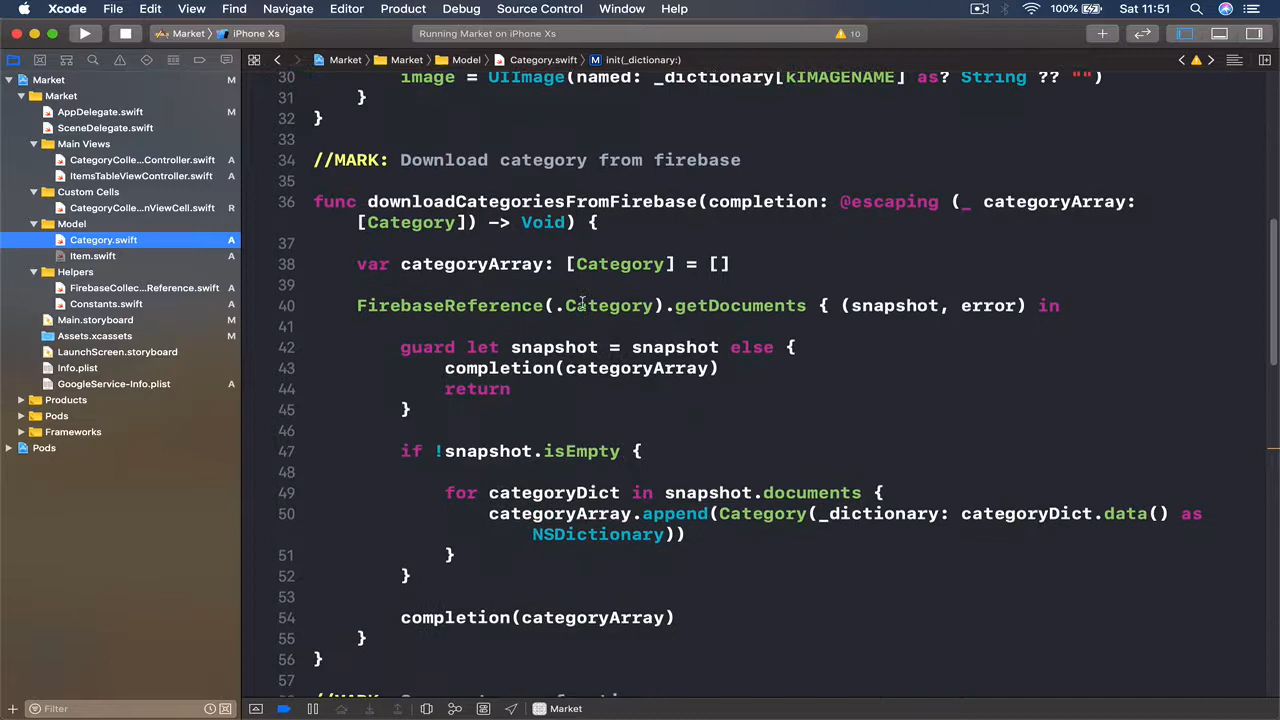 Xcode File Edit View Find Navigate Editor Product Debug Source Control Window Help 100% Sat 11:51
Market iPhone Xs Running Market on iPhone Xs 10
Market Market Model Category.swift M init(_dictionary:)
Market M
Market
AppDelegate.swift M
SceneDelegate.swift
Main Views
CategoryColle...Controller.swift A
ItemsTableViewController.swift A
Custom Cells
CategoryColle...nViewCell.swift R
Model
Category.swift A
Item.swift A
Helpers
FirebaseCollec...Reference.swift A
Constants.swift A
Main.storyboard M
Assets.xcassets M
LaunchScreen.storyboard
Info.plist
GoogleService-Info.plist A
Products
Pods
Frameworks
Pods
Filter
30 image = UIImage(named: _dictionary[kIMAGENAME] as? String ?? "")
31 }
32 }
33
34 //MARK: Download category from firebase
35
36 func downloadCategoriesFromFirebase(completion: @escaping (_ categoryArray:
[Category]) -> Void) {
37
38 var categoryArray: [Category] = []
39
40 FirebaseReference(.Category).getDocuments { (snapshot, error) in
41
42 guard let snapshot = snapshot else {
43 completion(categoryArray)
44 return
45 }
46
47 if !snapshot.isEmpty {
48
49 for categoryDict in snapshot.documents {
50 categoryArray.append(Category(_dictionary: categoryDict.data() as
NSDictionary))
51 }
52 }
53
54 completion(categoryArray)
55 }
56 }
57
Market